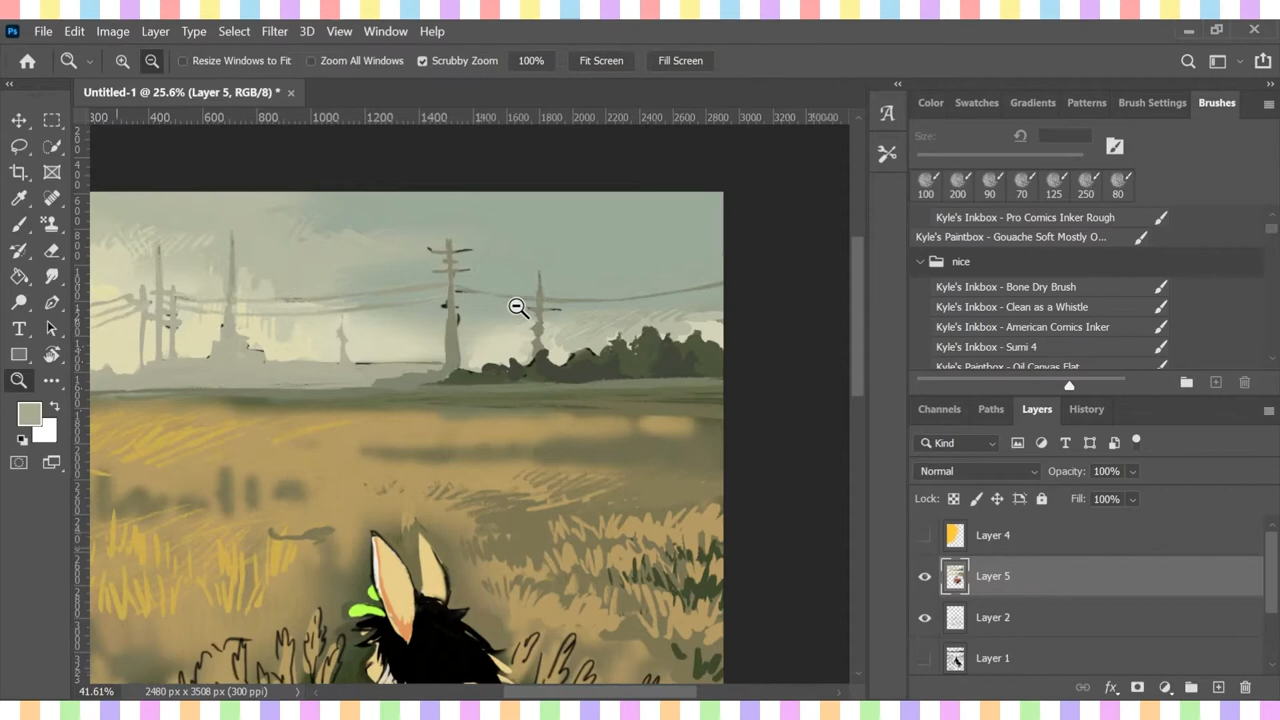 Ps File Edit Image Layer Type Select Filter 3D View Window Help
Resize Windows to Fit Zoom All Windows Scrubby Zoom 100% Fit Screen Fill Screen
Untitled-1 @ 25.6% (Layer 5, RGB/8) *
300 400 600 800 1000 1200 1400 1600 1800 2000 2200 2400 2600 2800
Color Swatches Gradients Patterns Brush Settings Brushes
Size:
100 200 90 70 125 250 80
Kyle's Inkbox - Pro Comics Inker Rough
Kyle's Paintbox - Gouache Soft Mostly O...
nice
Kyle's Inkbox - Bone Dry Brush
Kyle's Inkbox - Clean as a Whistle
Kyle's Inkbox - American Comics Inker
Kyle's Inkbox - Sumi 4
Kyle's Paintbox - Oil Canvas Flat
Channels Paths Layers History
Kind
Normal Opacity: 100%
Lock: Fill: 100%
Layer 4
Layer 5
Layer 2
Layer 1
41.61% 2480 px x 3508 px (300 ppi)